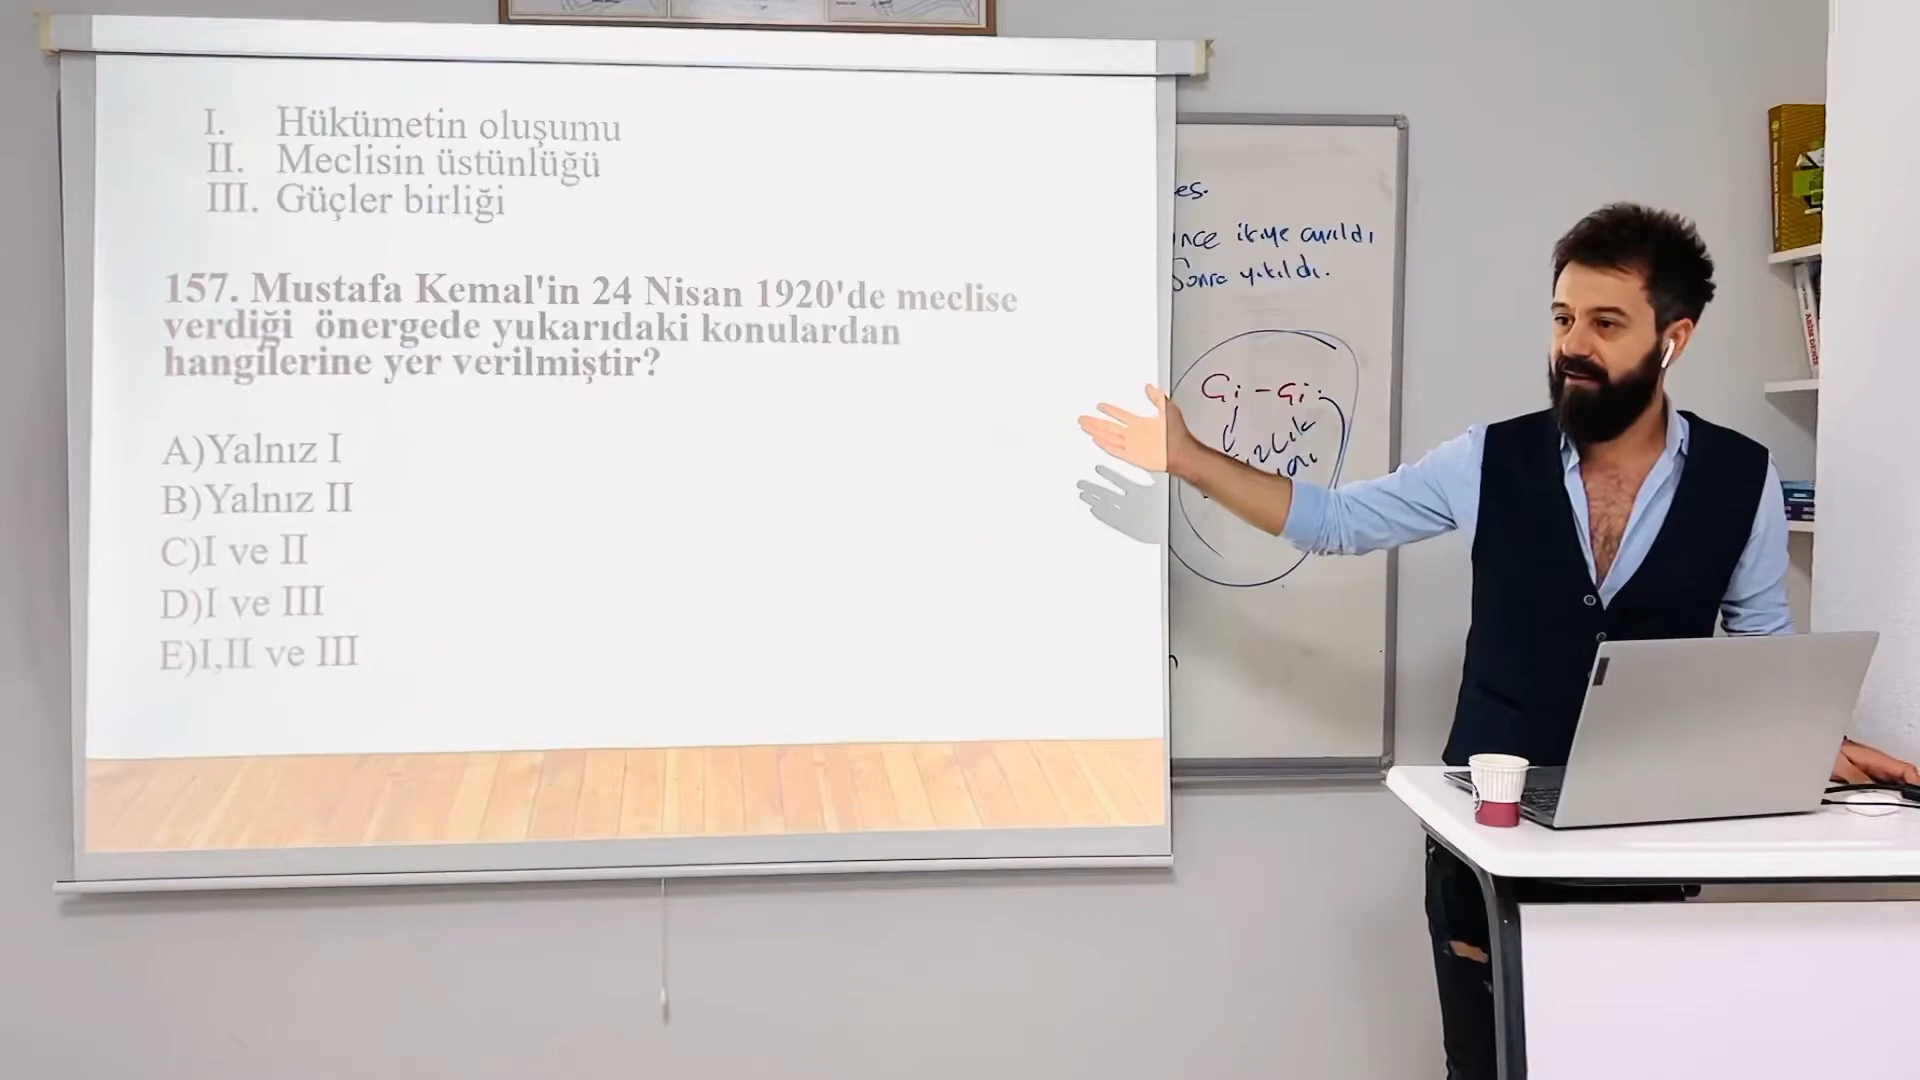 I. Hükümetin oluşumu
II. Meclisin üstünlüğü
III. Güçler birliği
157. Mustafa Kemal'in 24 Nisan 1920'de meclise
verdiği önergede yukarıdaki konulardan
hangilerine yer verilmiştir?
A)Yalnız I
B)Yalnız II
C)I ve II
D)I ve III
E)I,II ve III
es.
ikiye ayrıldı
Sonra yıkıldı.